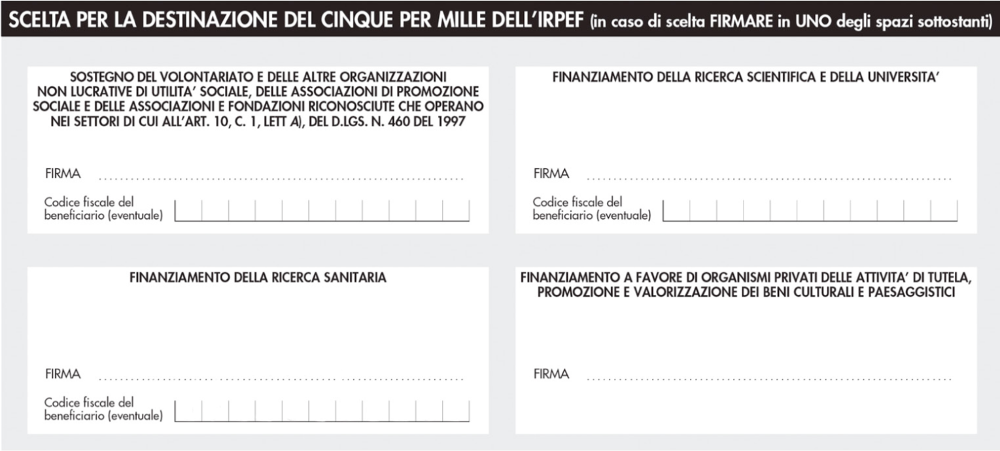 SCELTA PER LA DESTINAZIONE DEL CINQUE PER MILLE DELL'IRPEF (in caso di scelta FIRMARE in UNO degli spazi sottostanti)
SOSTEGNO DEL VOLONTARIATO E DELLE ALTRE ORGANIZZAZIONI
NON LUCRATIVE DI UTILITA' SOCIALE, DELLE ASSOCIAZIONI DI PROMOZIONE
SOCIALE E DELLE ASSOCIAZIONI E FONDAZIONI RICONOSCIUTE CHE OPERANO
NEI SETTORI DI CUI ALL'ART. 10, C. 1, LETT A), DEL D.LGS. N. 460 DEL 1997
FIRMA
Codice fiscale del
beneficiario (eventuale)
FINANZIAMENTO DELLA RICERCA SCIENTIFICA E DELLA UNIVERSITA'
FIRMA
Codice fiscale del
beneficiario (eventuale)
FINANZIAMENTO DELLA RICERCA SANITARIA
FIRMA
Codice fiscale del
beneficiario (eventuale)
FINANZIAMENTO A FAVORE DI ORGANISMI PRIVATI DELLE ATTIVITA' DI TUTELA,
PROMOZIONE E VALORIZZAZIONE DEI BENI CULTURALI E PAESAGGISTICI
FIRMA